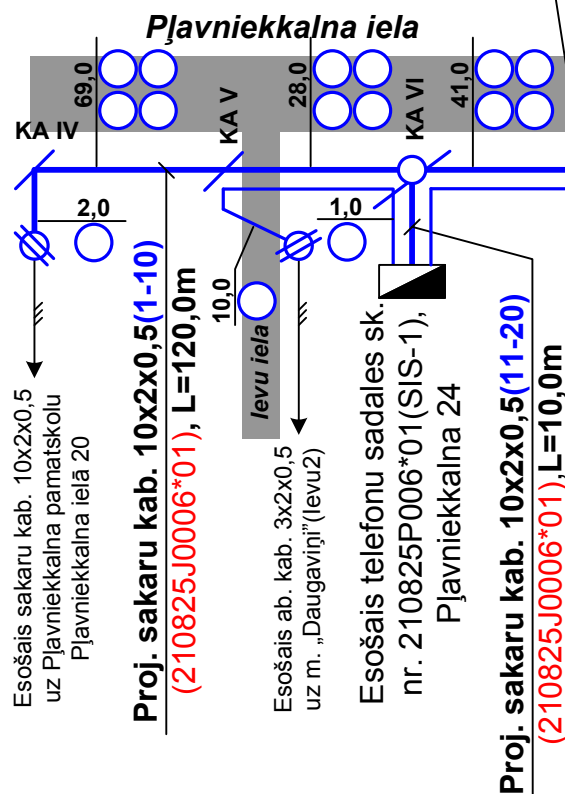 Pļavniekkalna iela
69,0
28,0
41,0
KA IV
KA V
KA VI
2,0
1,0
10,0
Ievu iela
Esošais sakaru kab. 10x2x0,5
uz Pļavniekkalna pamatskolu
Pļavniekkalna ielā 20
Proj. sakaru kab. 10x2x0,5(1-10)
(210825J0006*01), L=120,0m
Esošais ab. kab. 3x2x0,5
uz m. „Daugaviņi”(Ievu2)
Esošais telefonu sadales sk.
nr. 210825P006*01(SIS-1),
Pļavniekkalna 24
Proj. sakaru kab. 10x2x0,5(11-20)
(210825J0006*01),L=10,0m